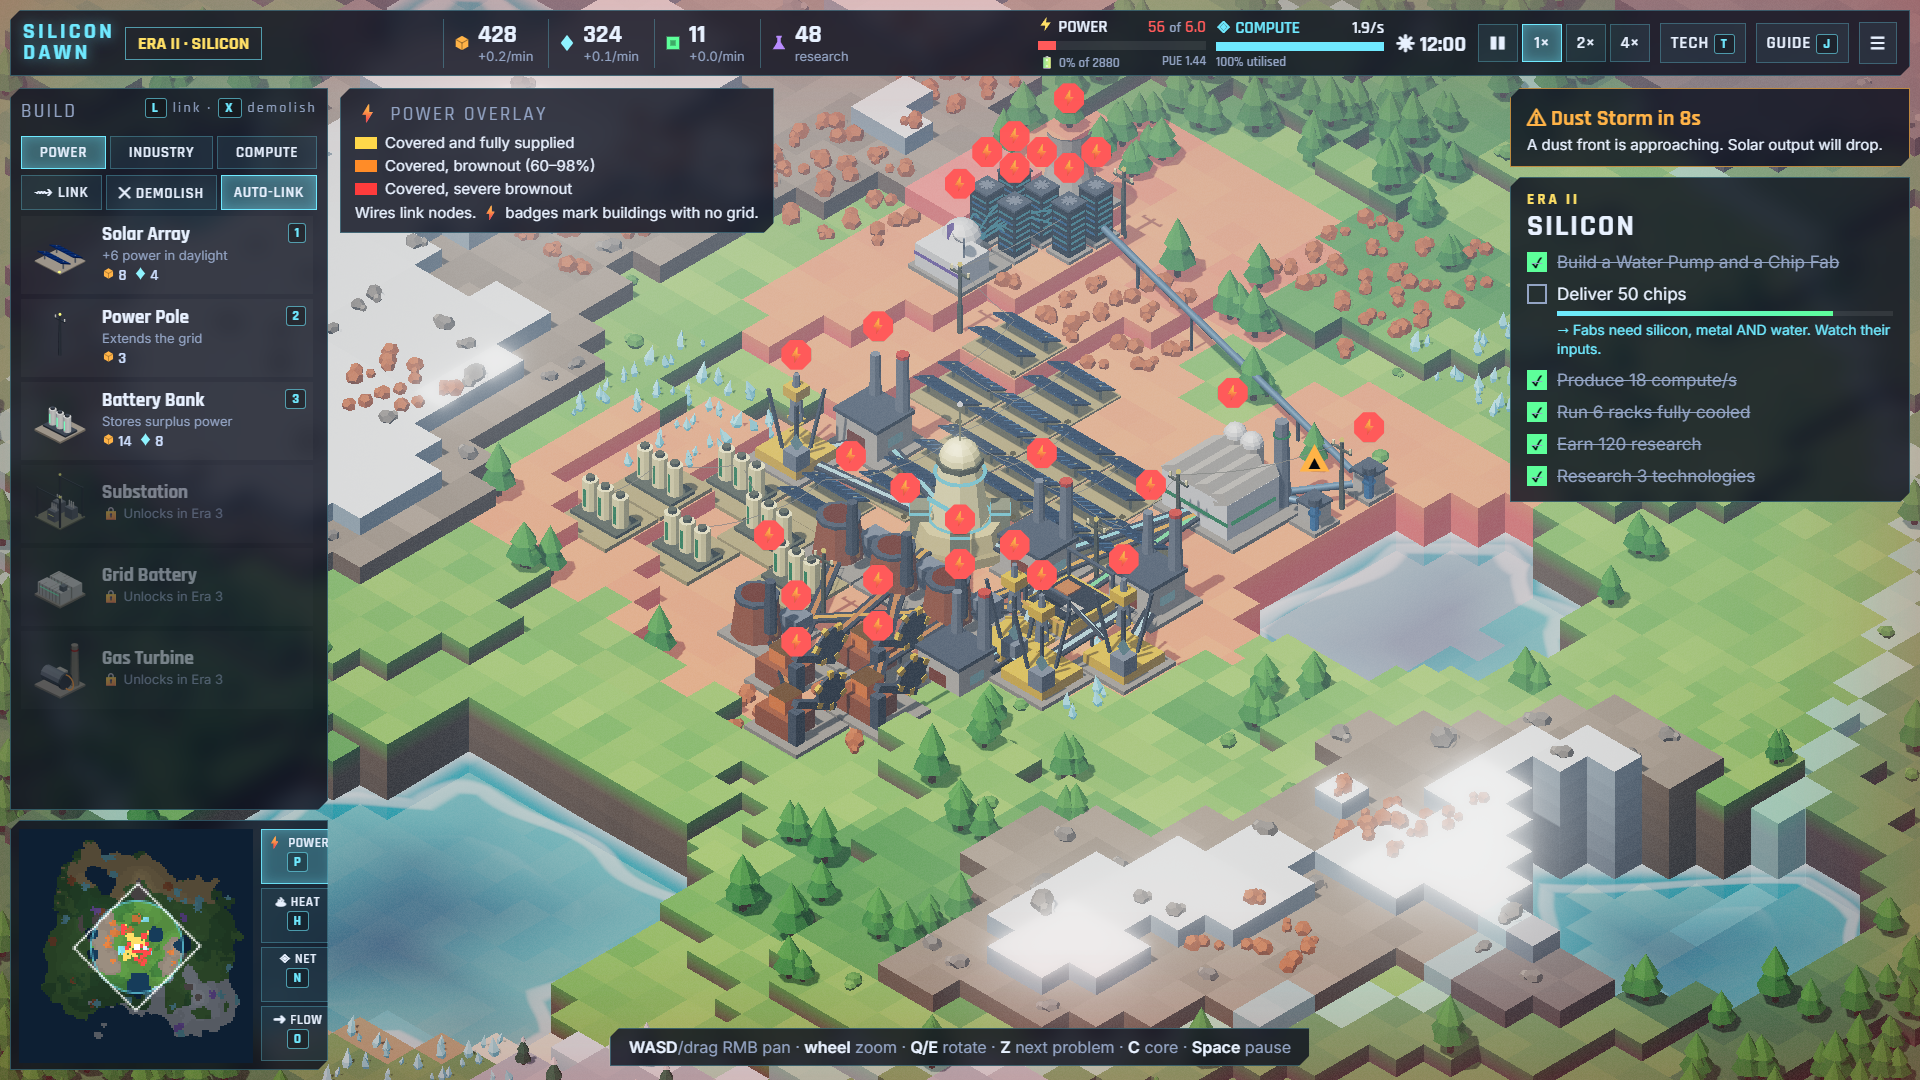 SILICON DAWN
ERA II · SILICON
428
+0.2/min
324
+0.1/min
11
+0.0/min
48
research
POWER 56 of 6.0
0% of 2880 PUE 1.44
COMPUTE 1.9/s
100% utilised
12:00
1× 2× 4×
TECH T
GUIDE J
BUILD L link · X demolish
POWER INDUSTRY COMPUTE
LINK DEMOLISH AUTO-LINK
Solar Array 1
+6 power in daylight
8 4
Power Pole 2
Extends the grid
3
Battery Bank 3
Stores surplus power
14 8
Substation
Unlocks in Era 3
Grid Battery
Unlocks in Era 3
Gas Turbine
Unlocks in Era 3
POWER OVERLAY
Covered and fully supplied
Covered, brownout (60–98%)
Covered, severe brownout
Wires link nodes. badges mark buildings with no grid.
Dust Storm in 8s
A dust front is approaching. Solar output will drop.
ERA II
SILICON
Build a Water Pump and a Chip Fab
Deliver 50 chips
→ Fabs need silicon, metal AND water. Watch their
inputs.
Produce 18 compute/s
Run 6 racks fully cooled
Earn 120 research
Research 3 technologies
POWER
P
HEAT
H
NET
N
FLOW
O
WASD/drag RMB pan · wheel zoom · Q/E rotate · Z next problem · C core · Space pause